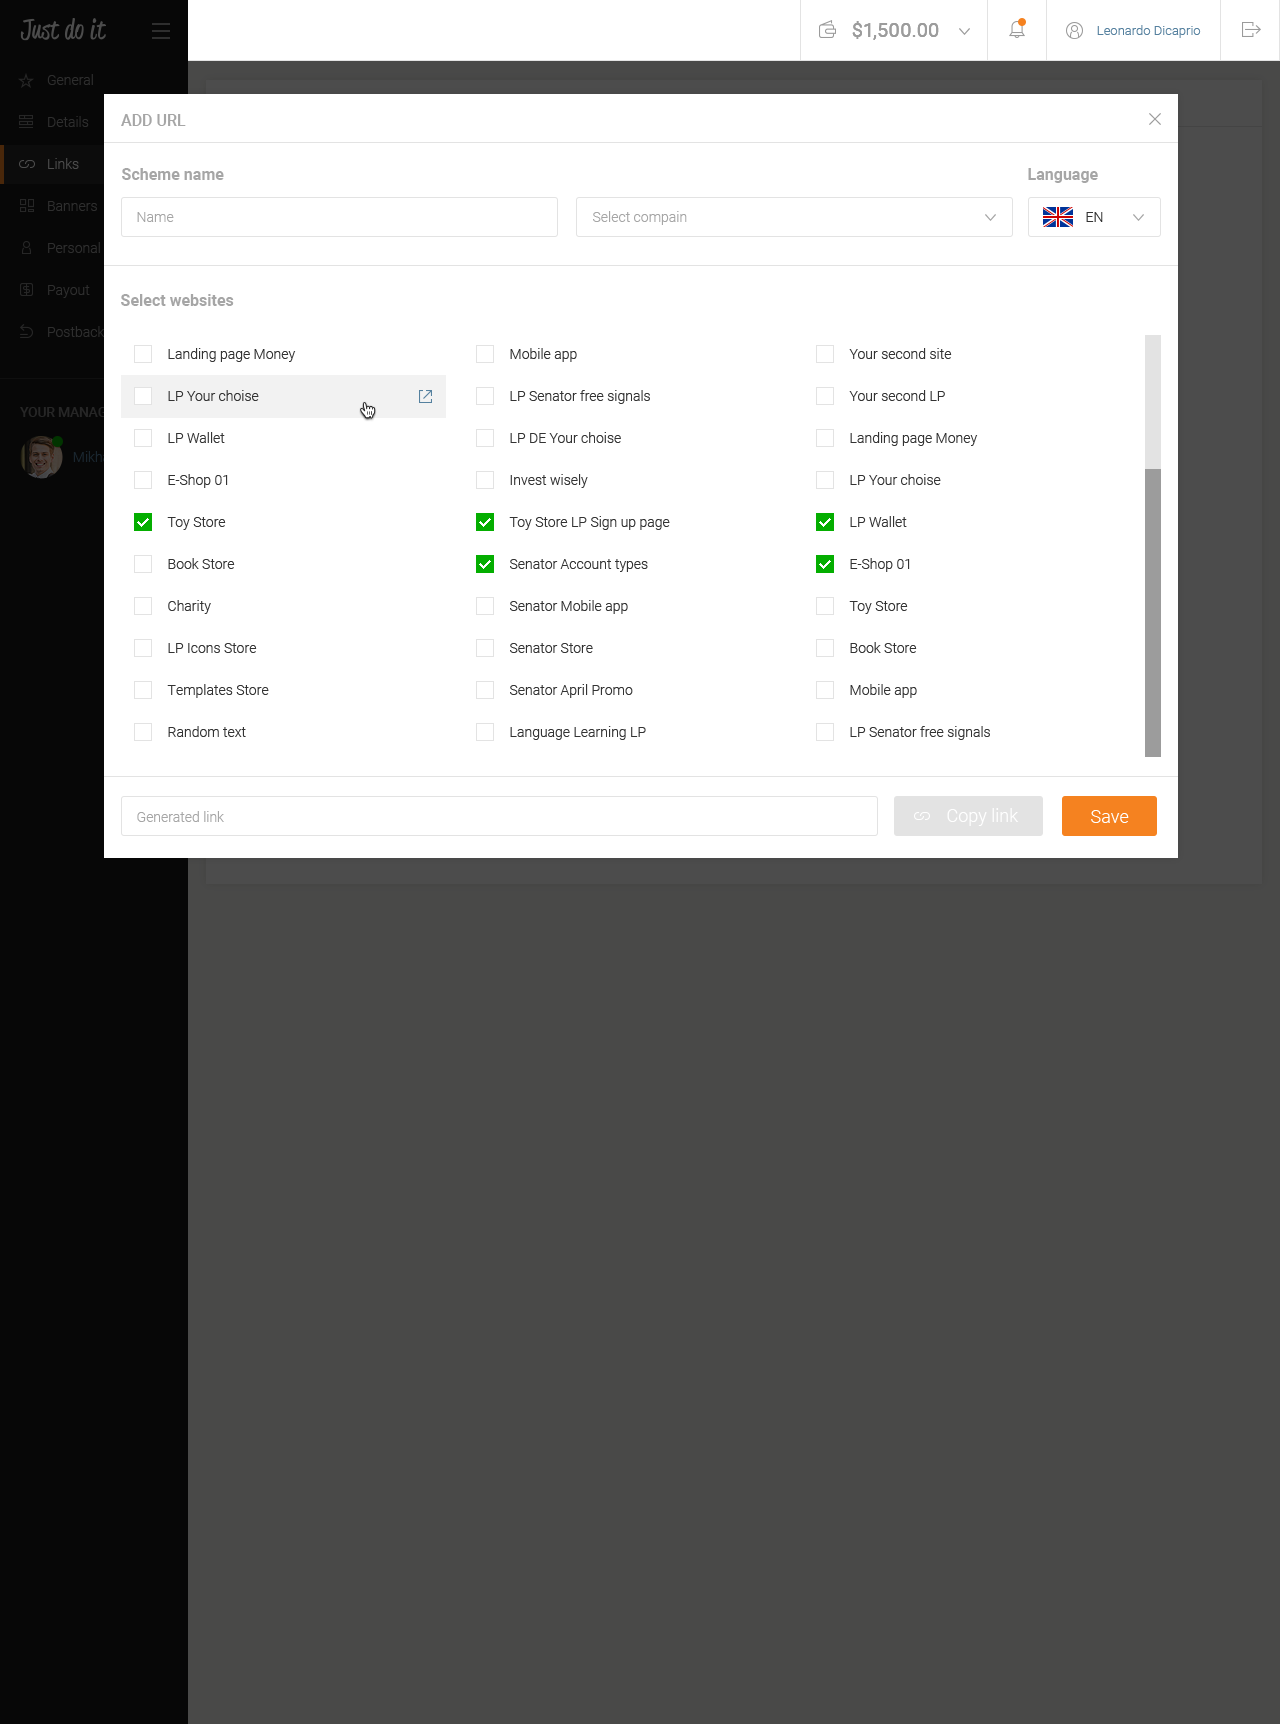 Just do it
$1,500.00
Leonardo Dicaprio
General
Details
Links
Banners
Personal
Payout
Postback
YOUR MANAG
Mikha
ADD URL
Scheme name
Language
Name
Select compain
EN
Select websites
Landing page Money
Mobile app
Your second site
LP Your choise
LP Senator free signals
Your second LP
LP Wallet
LP DE Your choise
Landing page Money
E-Shop 01
Invest wisely
LP Your choise
Toy Store
Toy Store LP Sign up page
LP Wallet
Book Store
Senator Account types
E-Shop 01
Charity
Senator Mobile app
Toy Store
LP Icons Store
Senator Store
Book Store
Templates Store
Senator April Promo
Mobile app
Random text
Language Learning LP
LP Senator free signals
Generated link
Copy link
Save